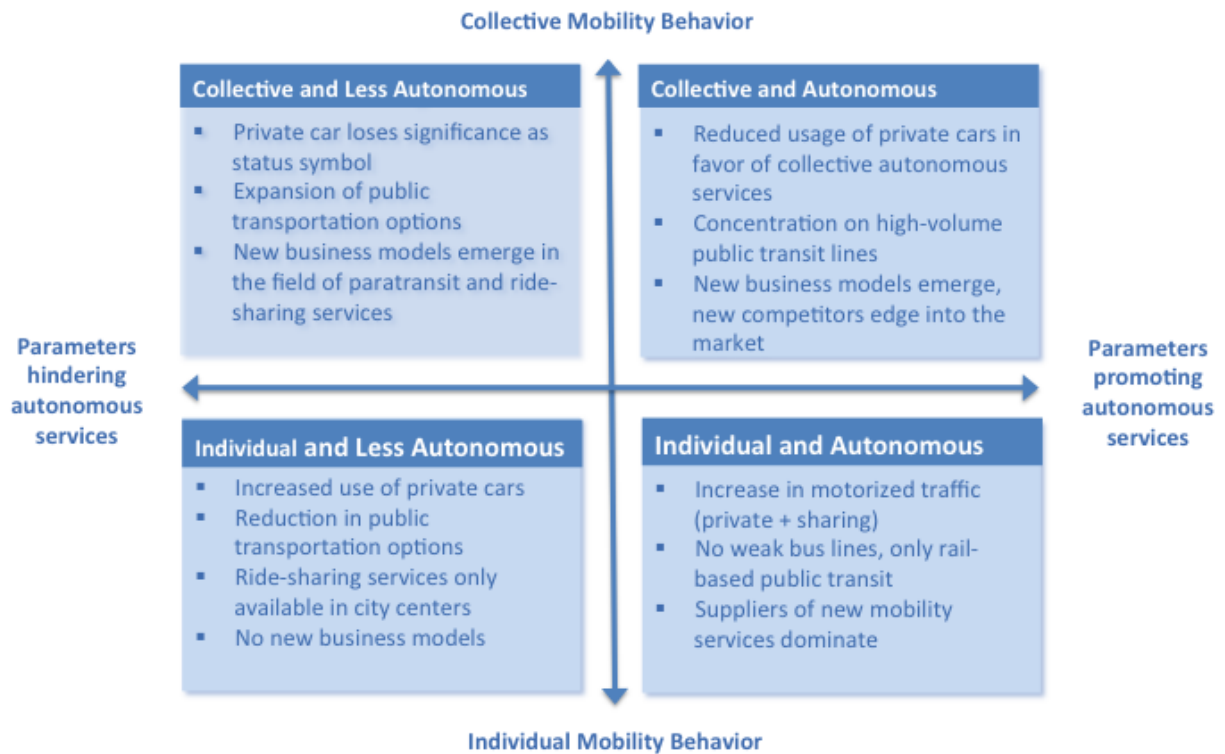 Collective Mobility Behavior
Collective and Less Autonomous
▪ Private car loses significance as
status symbol
▪ Expansion of public
transportation options
▪ New business models emerge in
the field of paratransit and ride-
sharing services
Collective and Autonomous
▪ Reduced usage of private cars in
favor of collective autonomous
services
▪ Concentration on high-volume
public transit lines
▪ New business models emerge,
new competitors edge into the
market
Parameters
hindering
autonomous
services
Parameters
promoting
autonomous
services
Individual and Less Autonomous
▪ Increased use of private cars
▪ Reduction in public
transportation options
▪ Ride-sharing services only
available in city centers
▪ No new business models
Individual and Autonomous
▪ Increase in motorized traffic
(private + sharing)
▪ No weak bus lines, only rail-
based public transit
▪ Suppliers of new mobility
services dominate
Individual Mobility Behavior